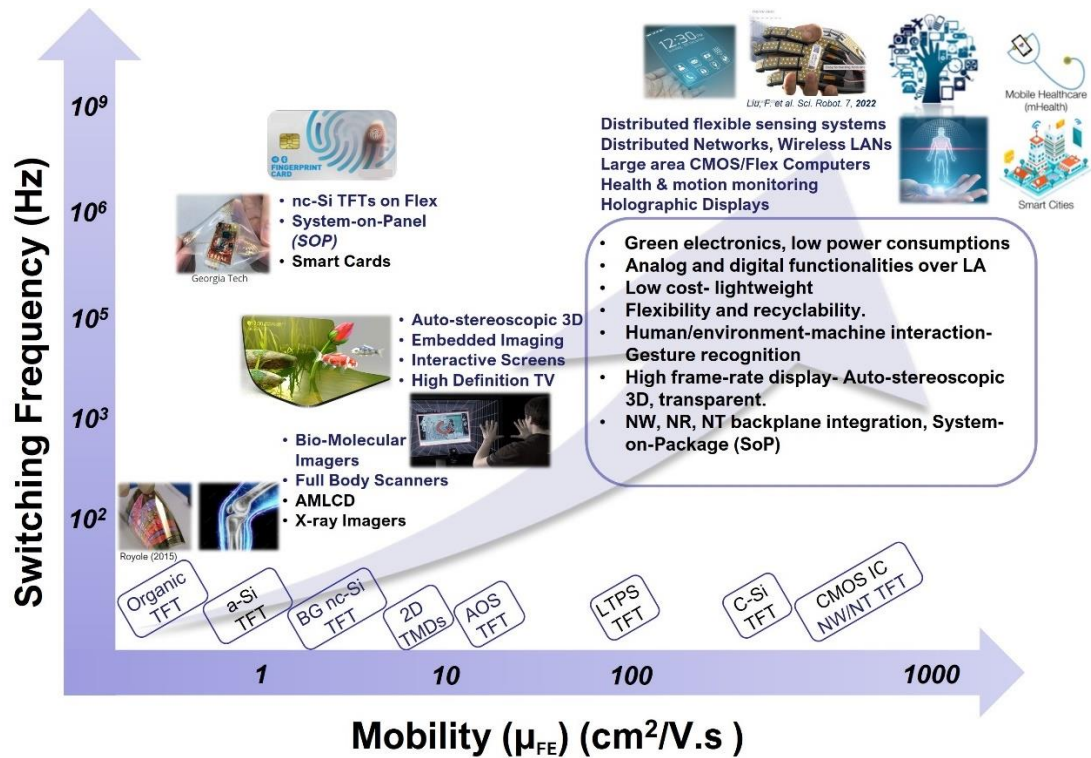 Switching Frequency (Hz)
10⁹
10⁶
10⁵
10³
10²
FINGERPRINT
CARD
• nc-Si TFTs on Flex
• System-on-Panel
(SOP)
• Smart Cards
Georgia Tech
• Auto-stereoscopic 3D
• Embedded Imaging
• Interactive Screens
• High Definition TV
• Bio-Molecular
Imagers
• Full Body Scanners
• AMLCD
• X-ray Imagers
Royole (2015)
12:30
Liu, F. et al. Sci. Robot. 7, 2022
Mobile Healthcare
(mHealth)
Smart Cities
Distributed flexible sensing systems
Distributed Networks, Wireless LANs
Large area CMOS/Flex Computers
Health & motion monitoring
Holographic Displays
• Green electronics, low power consumptions
• Analog and digital functionalities over LA
• Low cost- lightweight
• Flexibility and recyclability.
• Human/environment-machine interaction-
Gesture recognition
• High frame-rate display- Auto-stereoscopic
3D, transparent.
• NW, NR, NT backplane integration, System-
on-Package (SoP)
Organic
TFT
a-Si
TFT
BG nc-Si
TFT
2D
TMDs
AOS
TFT
LTPS
TFT
C-Si
TFT
CMOS IC
NW/NT TFT
1
10
100
1000
Mobility (μFE) (cm²/V.s )